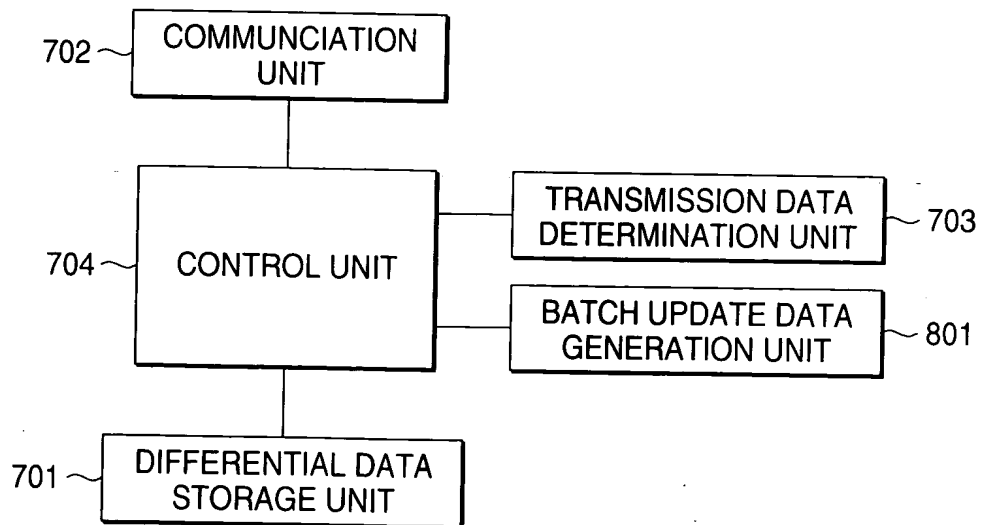 702
COMMUNCIATION
UNIT
704
CONTROL UNIT
TRANSMISSION DATA
DETERMINATION UNIT
703
BATCH UPDATE DATA
GENERATION UNIT
801
701
DIFFERENTIAL DATA
STORAGE UNIT